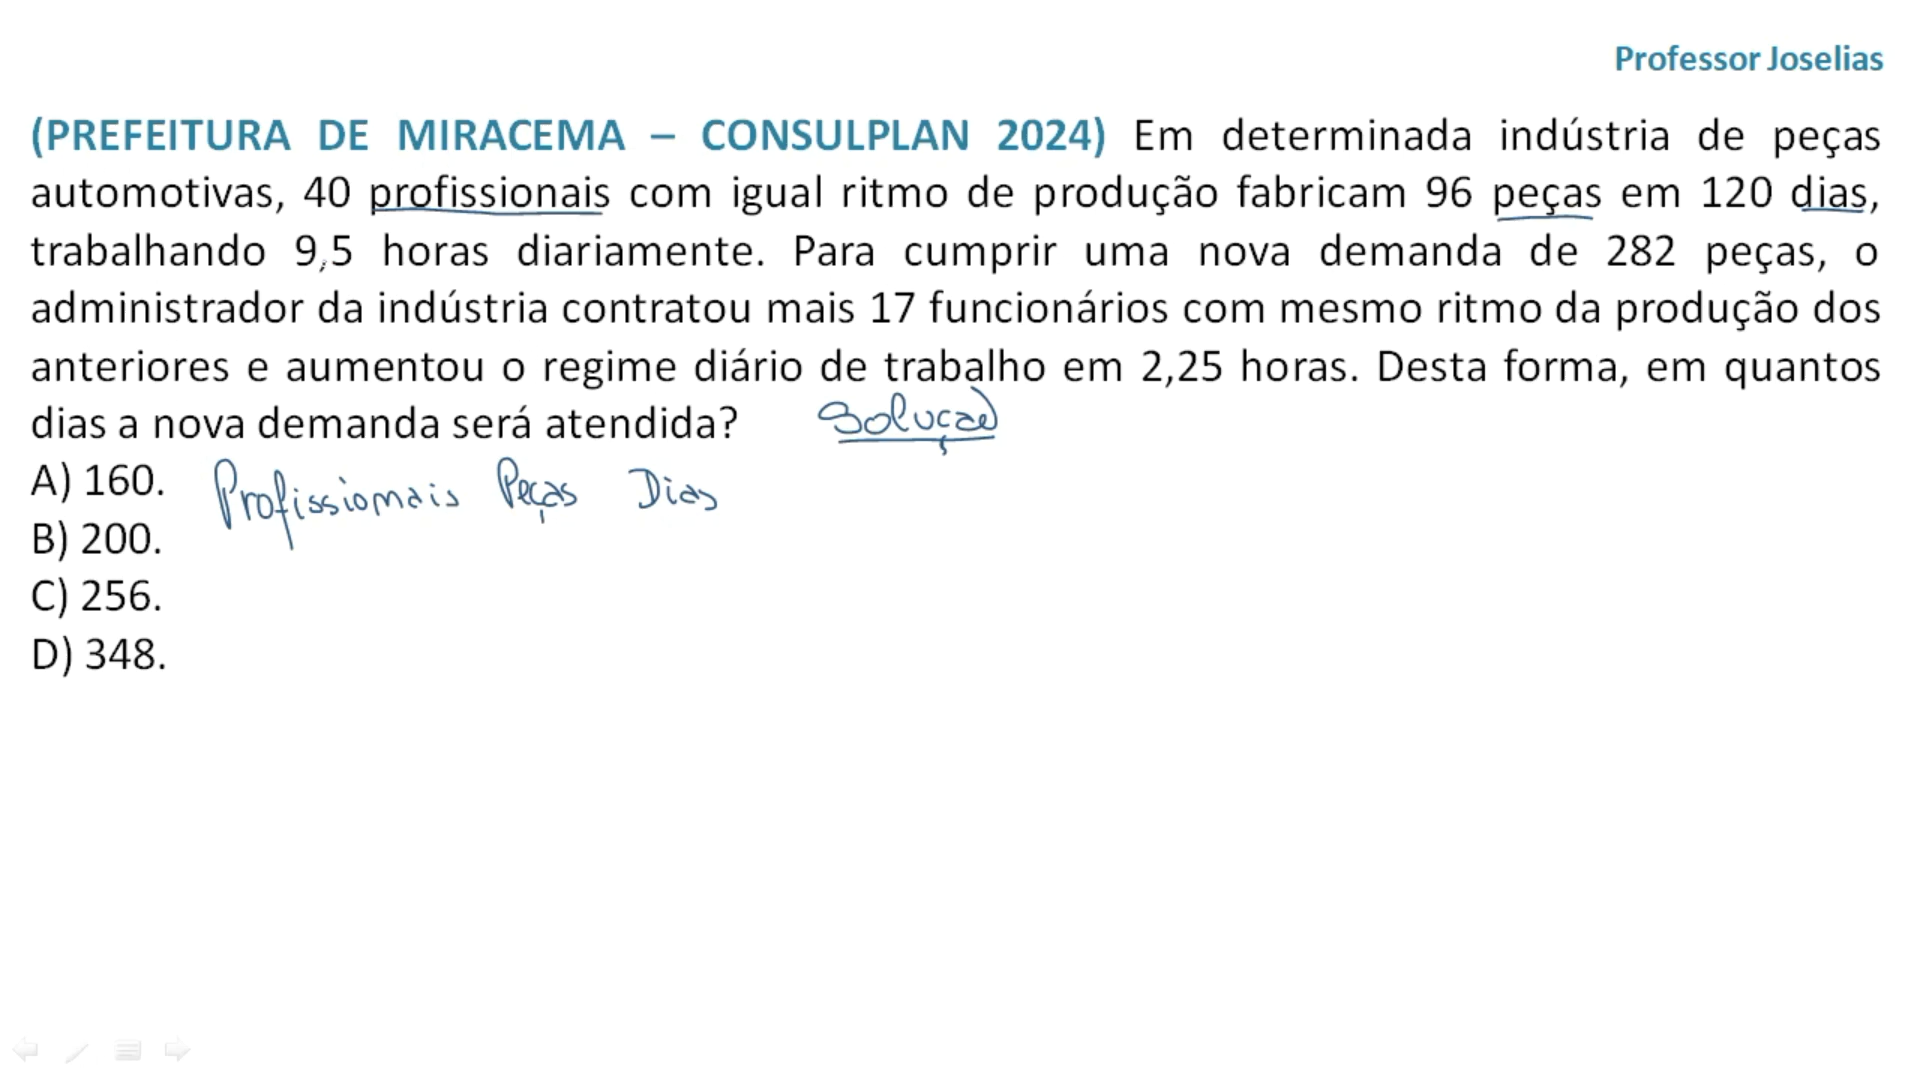 Professor Joselias
(PREFEITURA DE MIRACEMA – CONSULPLAN 2024) Em determinada indústria de peças
automotivas, 40 profissionais com igual ritmo de produção fabricam 96 peças em 120 dias,
trabalhando 9,5 horas diariamente. Para cumprir uma nova demanda de 282 peças, o
administrador da indústria contratou mais 17 funcionários com mesmo ritmo da produção dos
anteriores e aumentou o regime diário de trabalho em 2,25 horas. Desta forma, em quantos
dias a nova demanda será atendida? Solução
A) 160. Profissionais Peças Dias
B) 200.
C) 256.
D) 348.